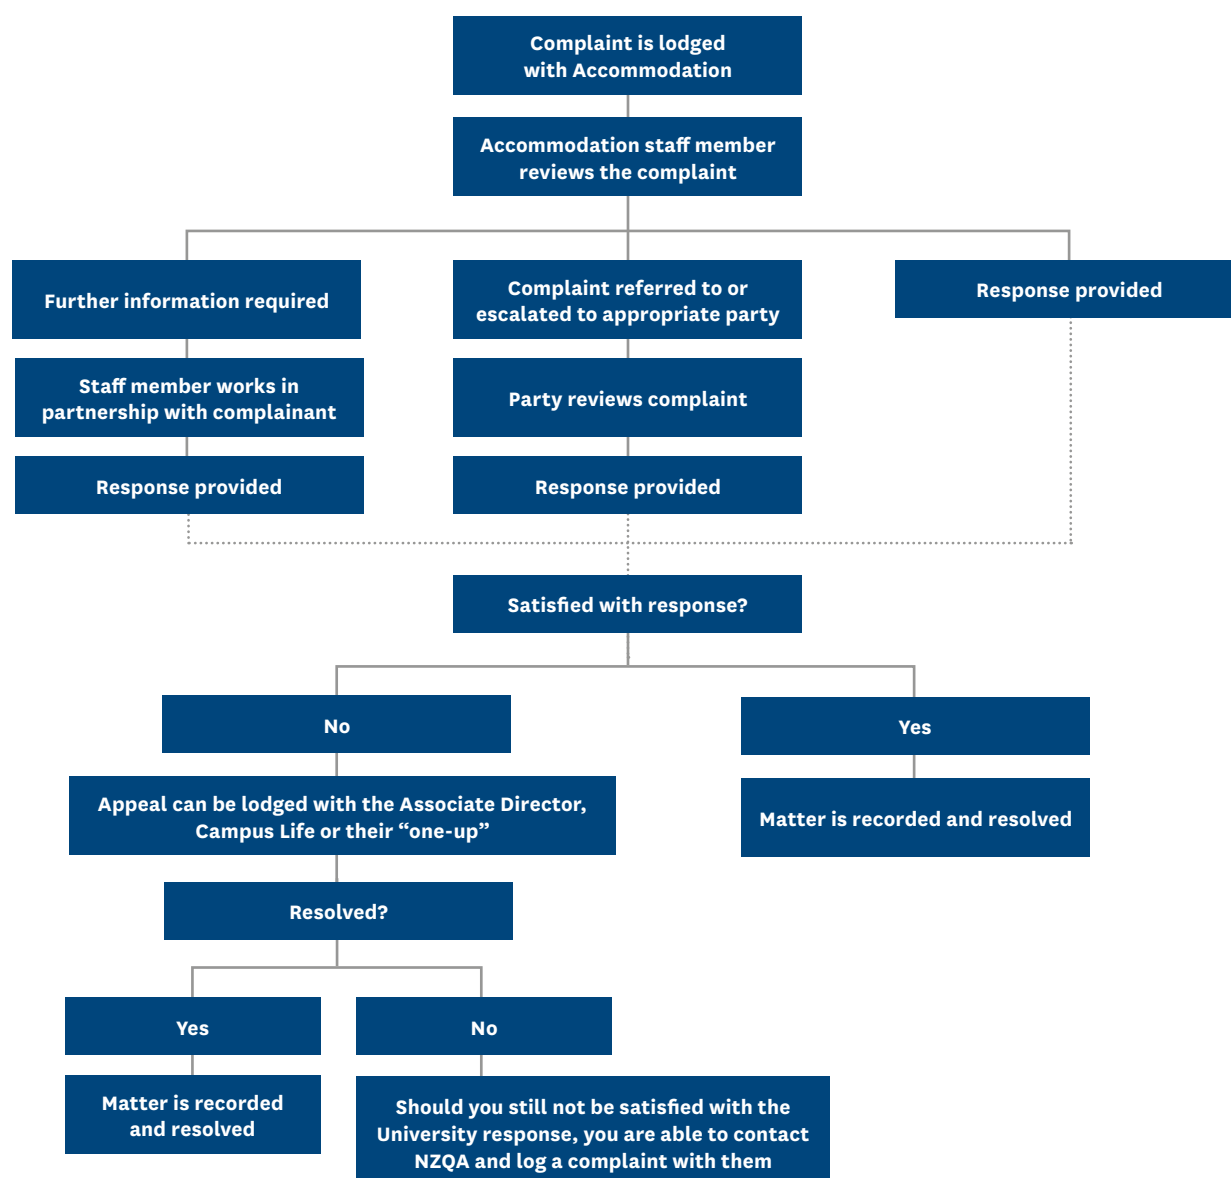 Complaint is lodged
with Accommodation
Accommodation staff member
reviews the complaint
Further information required
Complaint referred to or
escalated to appropriate party
Response provided
Staff member works in
partnership with complainant
Party reviews complaint
Response provided
Response provided
Satisfied with response?
No
Yes
Appeal can be lodged with the Associate Director,
Campus Life or their “one-up”
Matter is recorded and resolved
Resolved?
Yes
No
Matter is recorded
and resolved
Should you still not be satisfied with the
University response, you are able to contact
NZQA and log a complaint with them